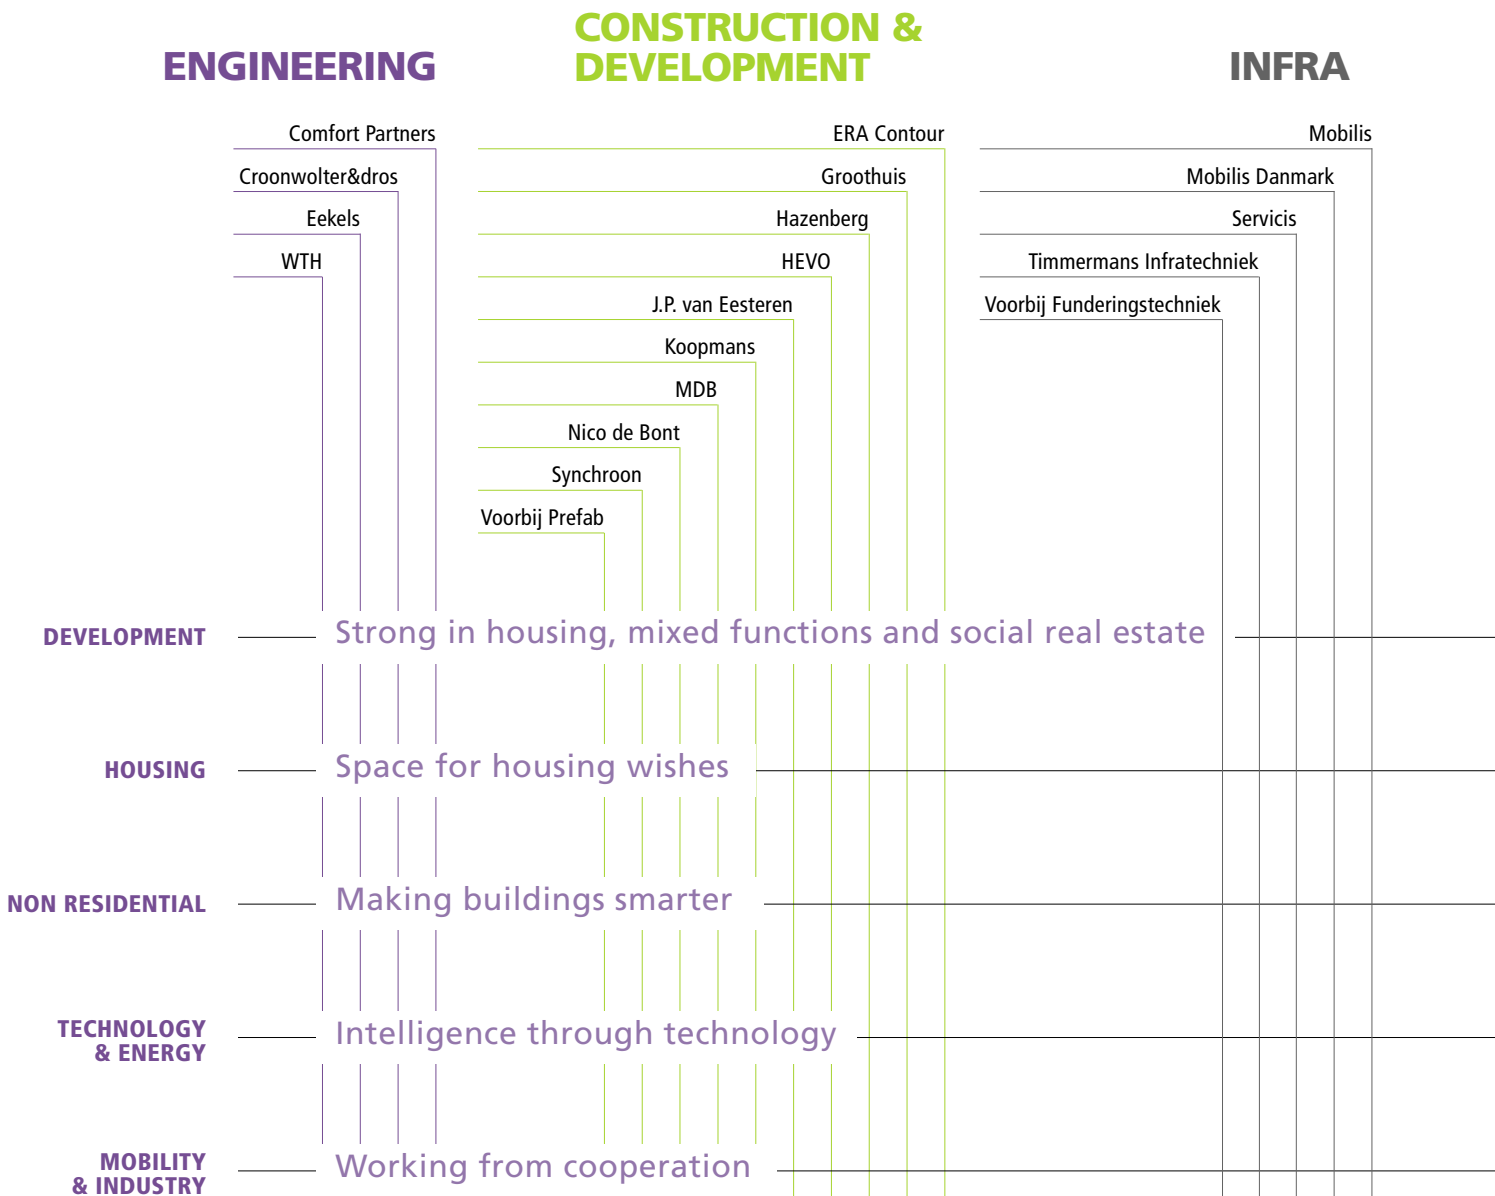 ENGINEERING
CONSTRUCTION &
DEVELOPMENT
INFRA
Comfort Partners
Croonwolter&dros
Eekels
WTH
ERA Contour
Groothuis
Hazenberg
HEVO
J.P. van Eesteren
Koopmans
MDB
Nico de Bont
Synchroon
Voorbij Prefab
Mobilis
Mobilis Danmark
Servicis
Timmermans Infratechniek
Voorbij Funderingstechniek
DEVELOPMENT
Strong in housing, mixed functions and social real estate
HOUSING
Space for housing wishes
NON RESIDENTIAL
Making buildings smarter
TECHNOLOGY
& ENERGY
Intelligence through technology
MOBILITY
& INDUSTRY
Working from cooperation